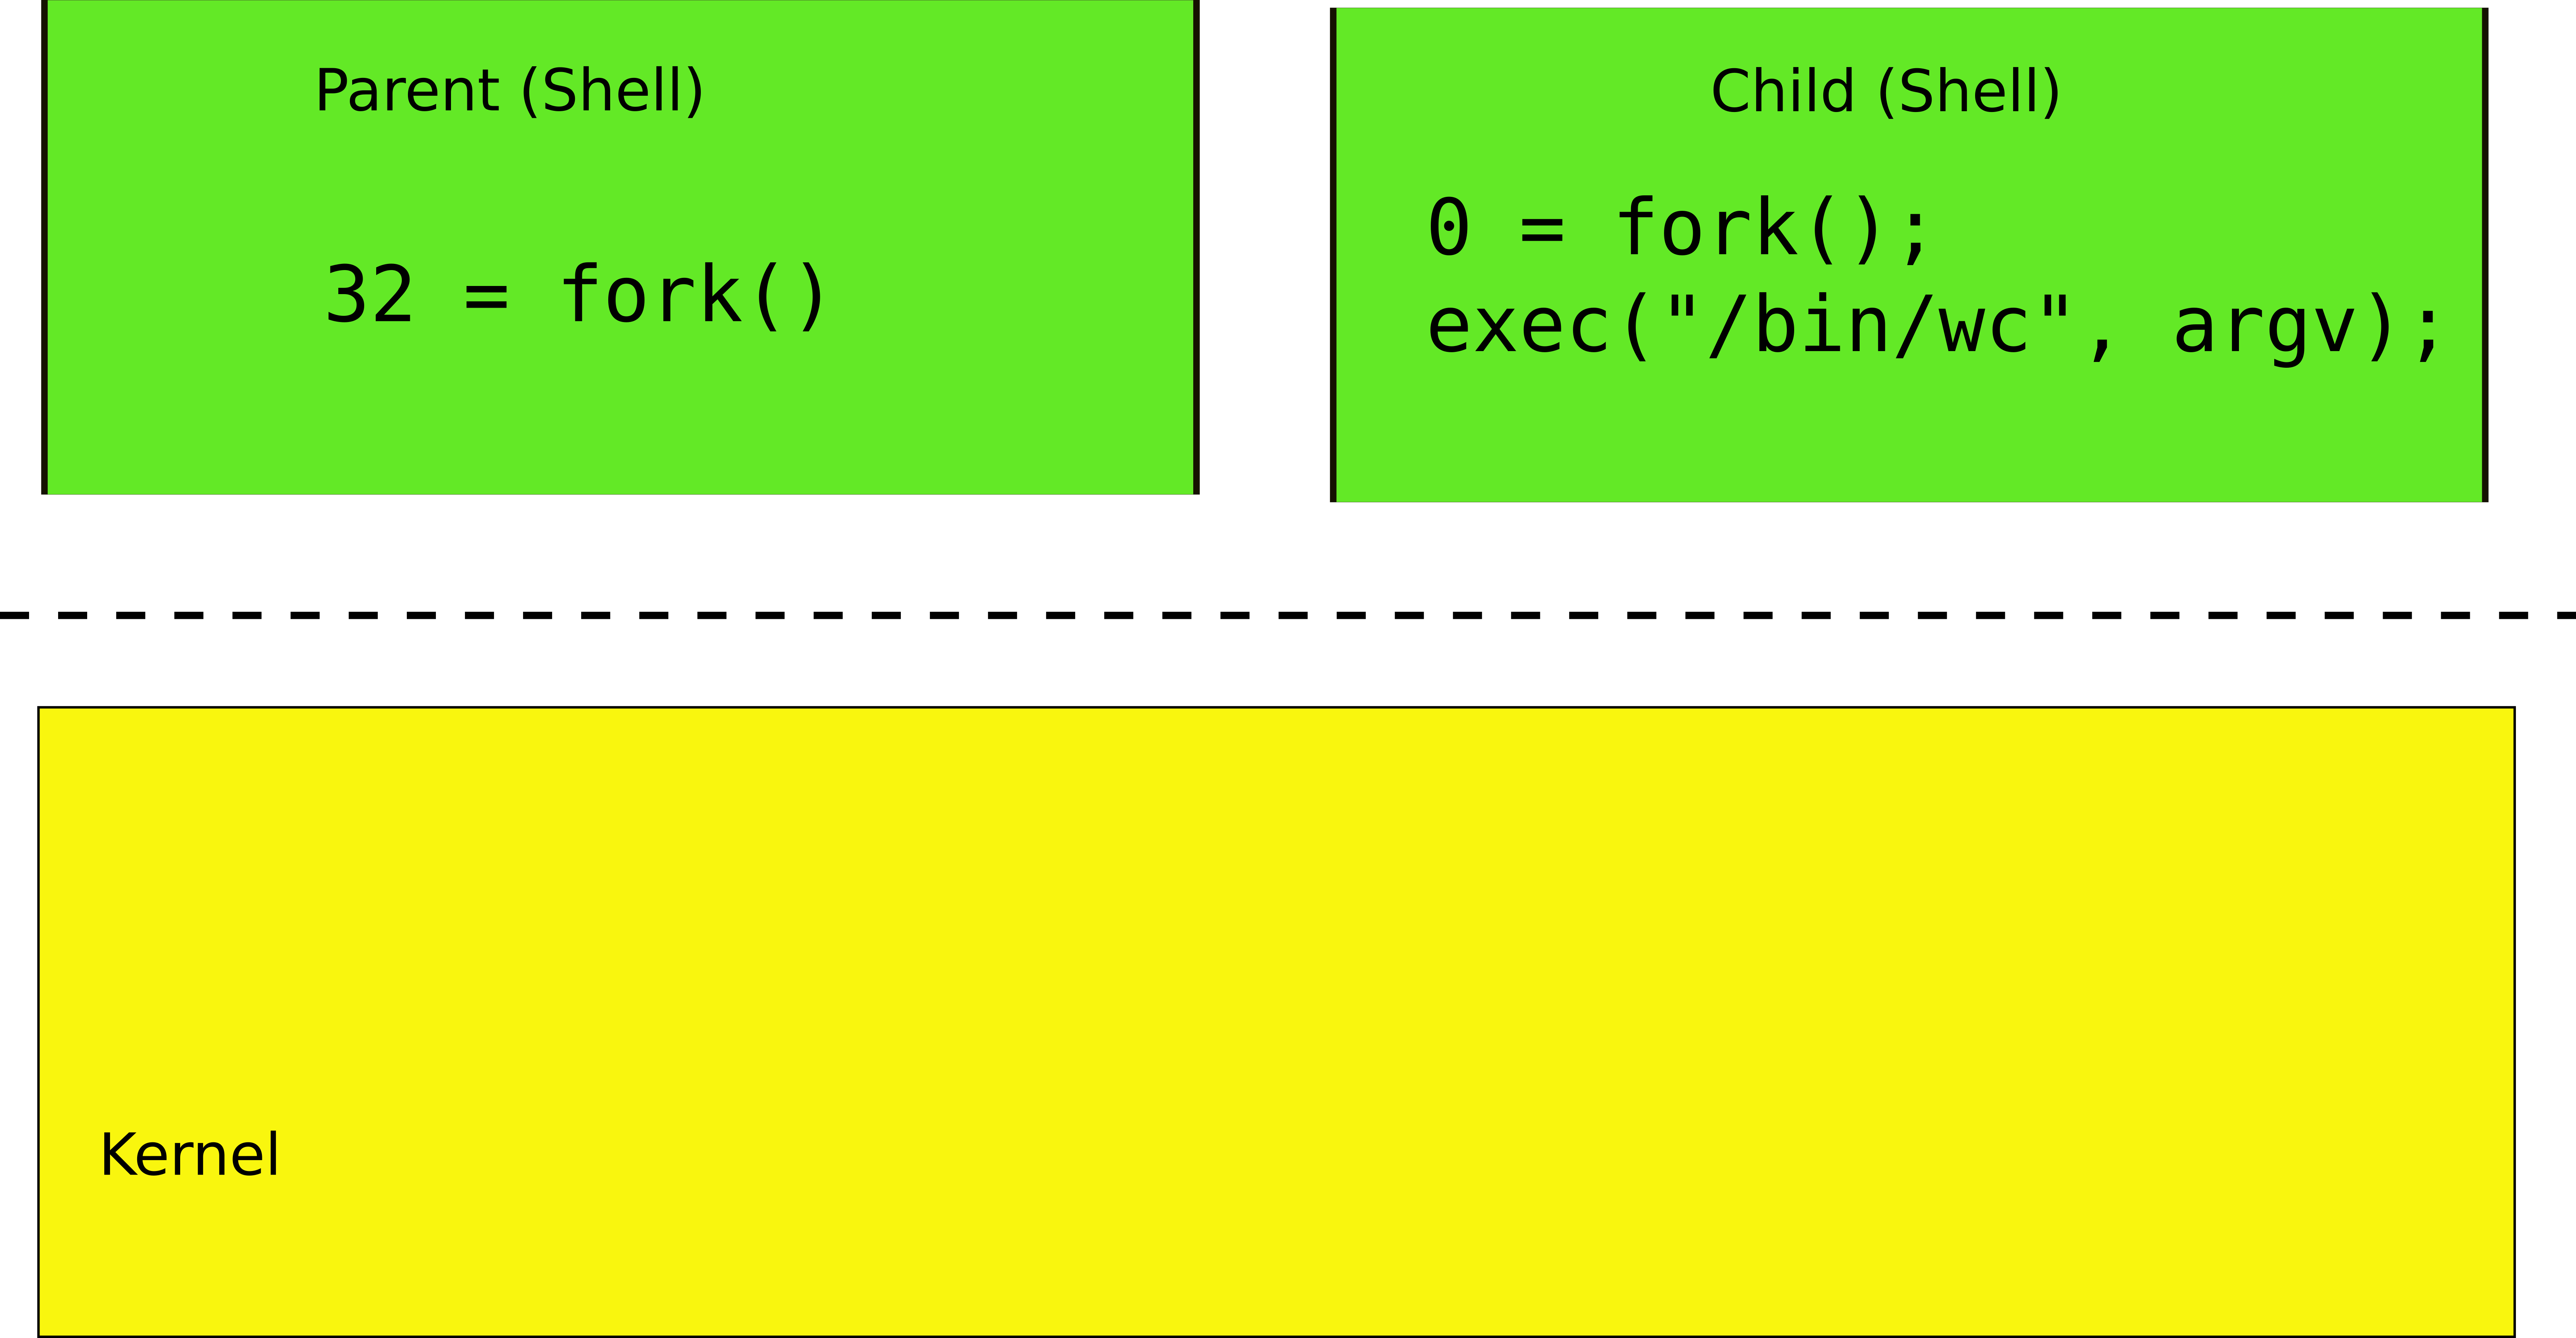 Parent (Shell)
32 = fork()
Child (Shell)
0 = fork();
exec("/bin/wc", argv);
Kernel